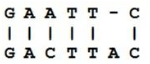 G A A T T - C
| | | | |   |
G A C T T A C